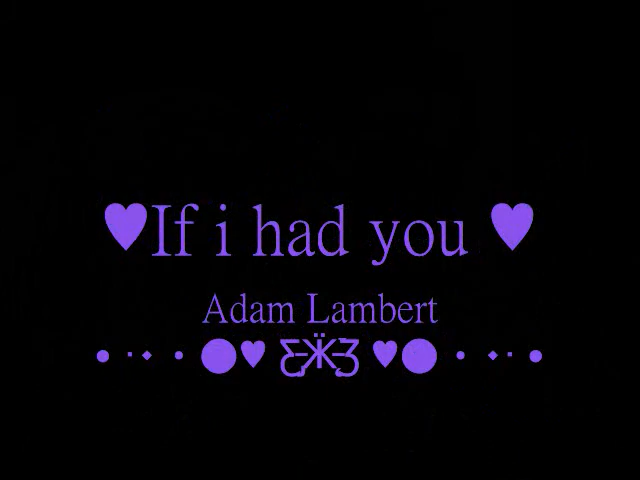 ♥If i had you ♥
Adam Lambert
• ·˖ • ●♥ Ƹ̵̡Ӝ̵̨̄Ʒ ♥● • ˖· •